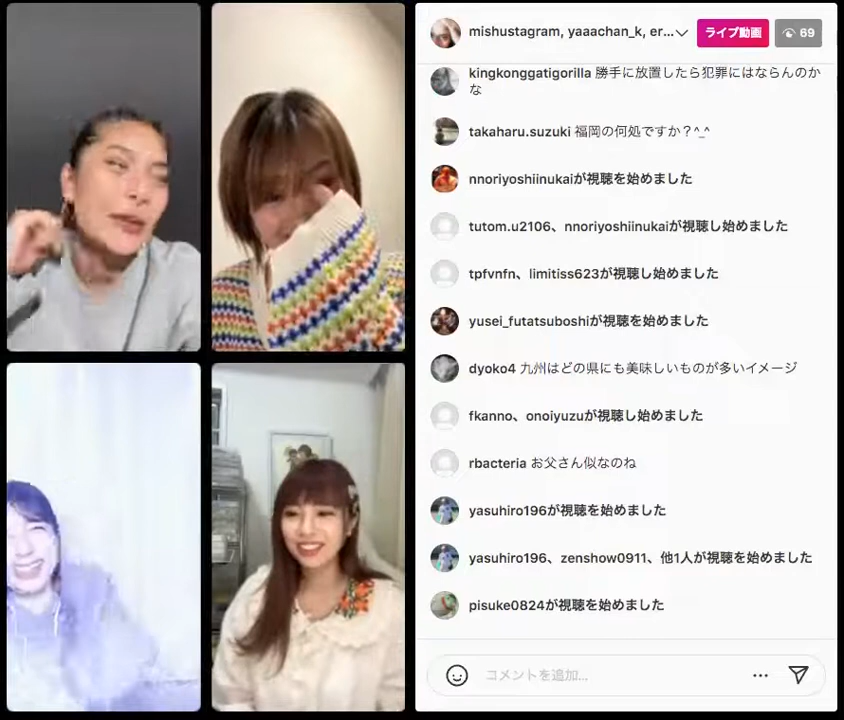 mishustagram, yaaachan_k, er...
ライブ動画
69
kingkonggatigorilla 勝手に放置したら犯罪にはならんのか
な
takaharu.suzuki 福岡の何処ですか？^_^
nnoriyoshiinukaiが視聴を始めました
tutom.u2106、nnoriyoshiinukaiが視聴し始めました
tpfvnfn、limitiss623が視聴し始めました
yusei_futatsuboshiが視聴を始めました
dyoko4 九州はどの県にも美味しいものが多いイメージ
fkanno、onoiyuzuが視聴し始めました
rbacteria お父さん似なのね
yasuhiro196が視聴を始めました
yasuhiro196、zenshow0911、他1人が視聴を始めました
pisuke0824が視聴を始めました
コメントを追加...